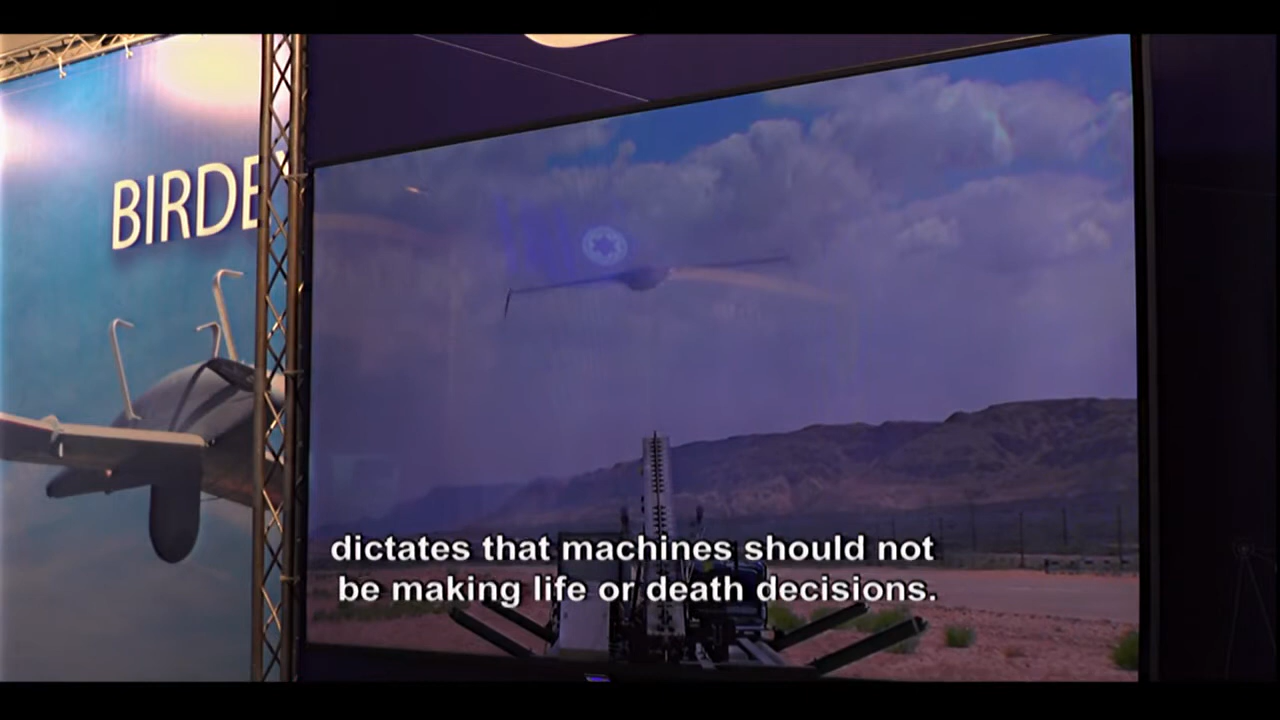 BIRDE
dictates that machines should not
be making life or death decisions.